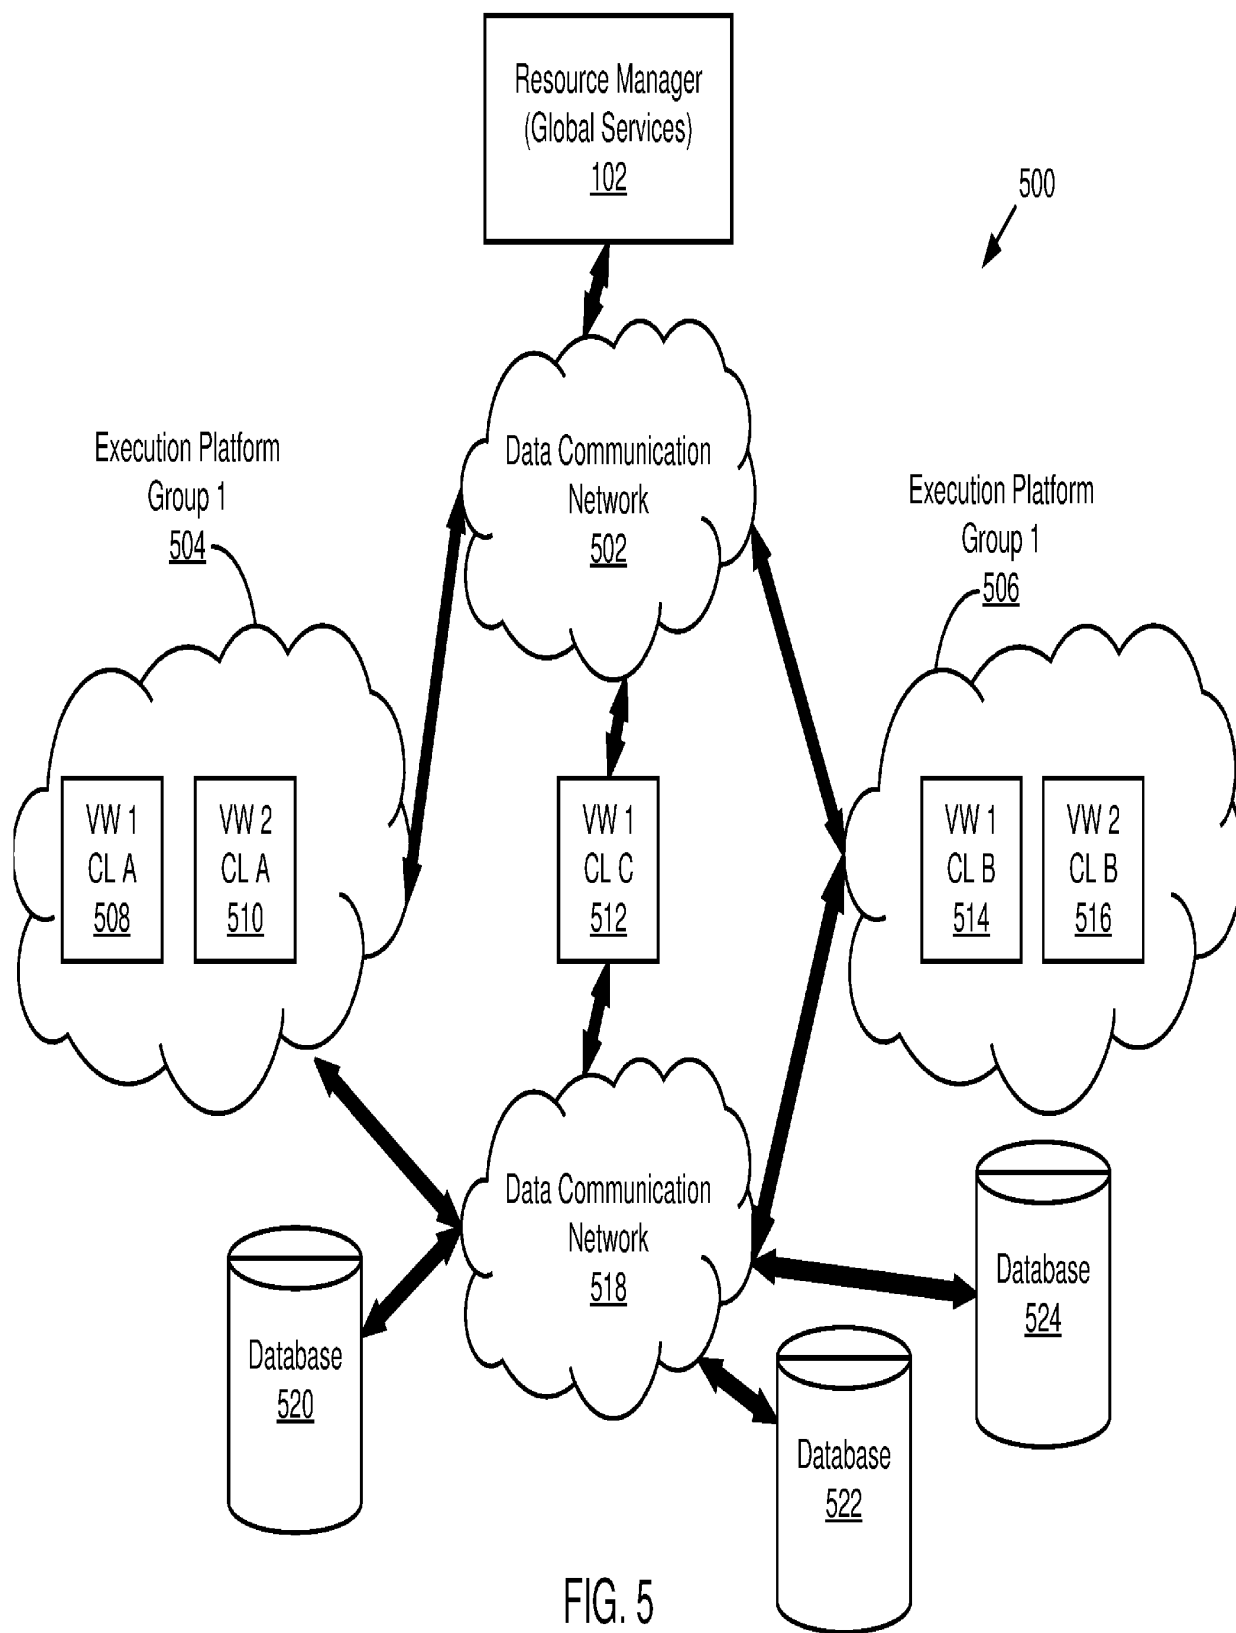 Resource Manager
(Global Services)
102
500
Data Communication
Network
502
Execution Platform
Group 1
504
Execution Platform
Group 1
506
VW 1
CL A
508
VW 2
CL A
510
VW 1
CL C
512
VW 1
CL B
514
VW 2
CL B
516
Data Communication
Network
518
Database
520
Database
522
Database
524
FIG. 5